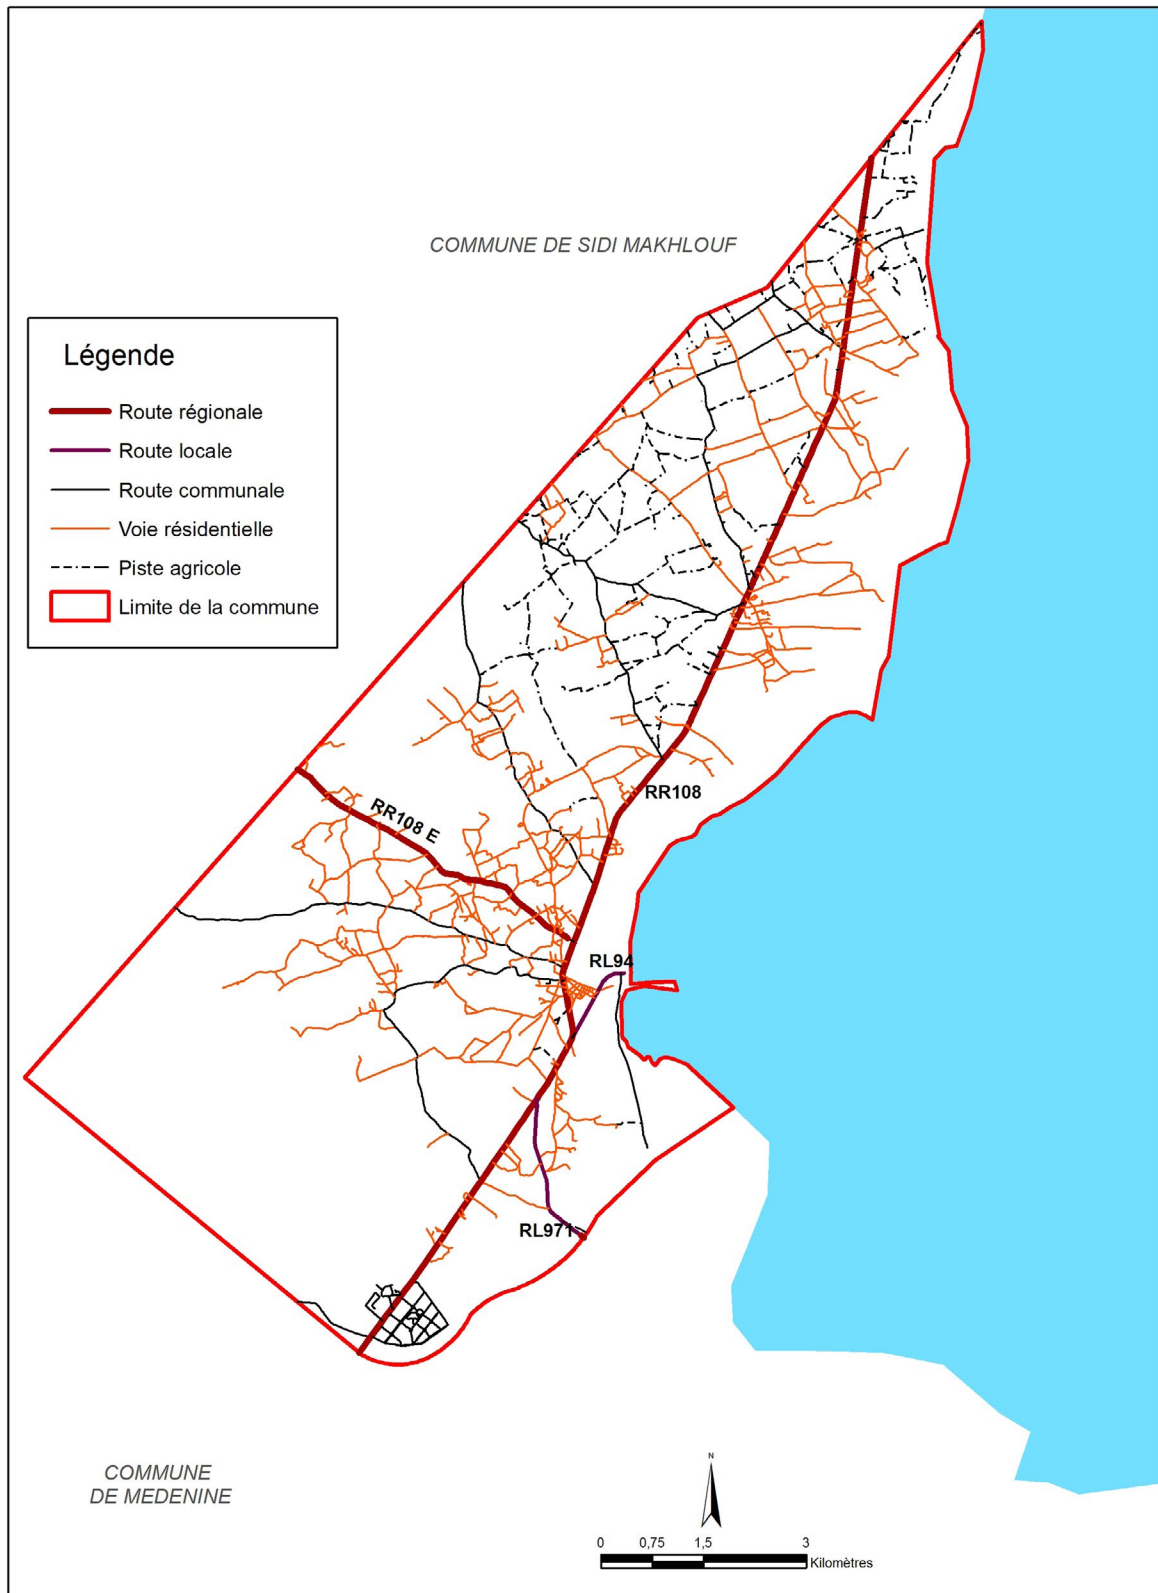 COMMUNE DE SIDI MAKHLOUF
Légende
Route régionale
Route locale
Route communale
Voie résidentielle
Piste agricole
Limite de la commune
RR108
RR108 E
RL94
RL971
COMMUNE
DE MEDENINE
N
0 0,75 1,5 3
Kilomètres